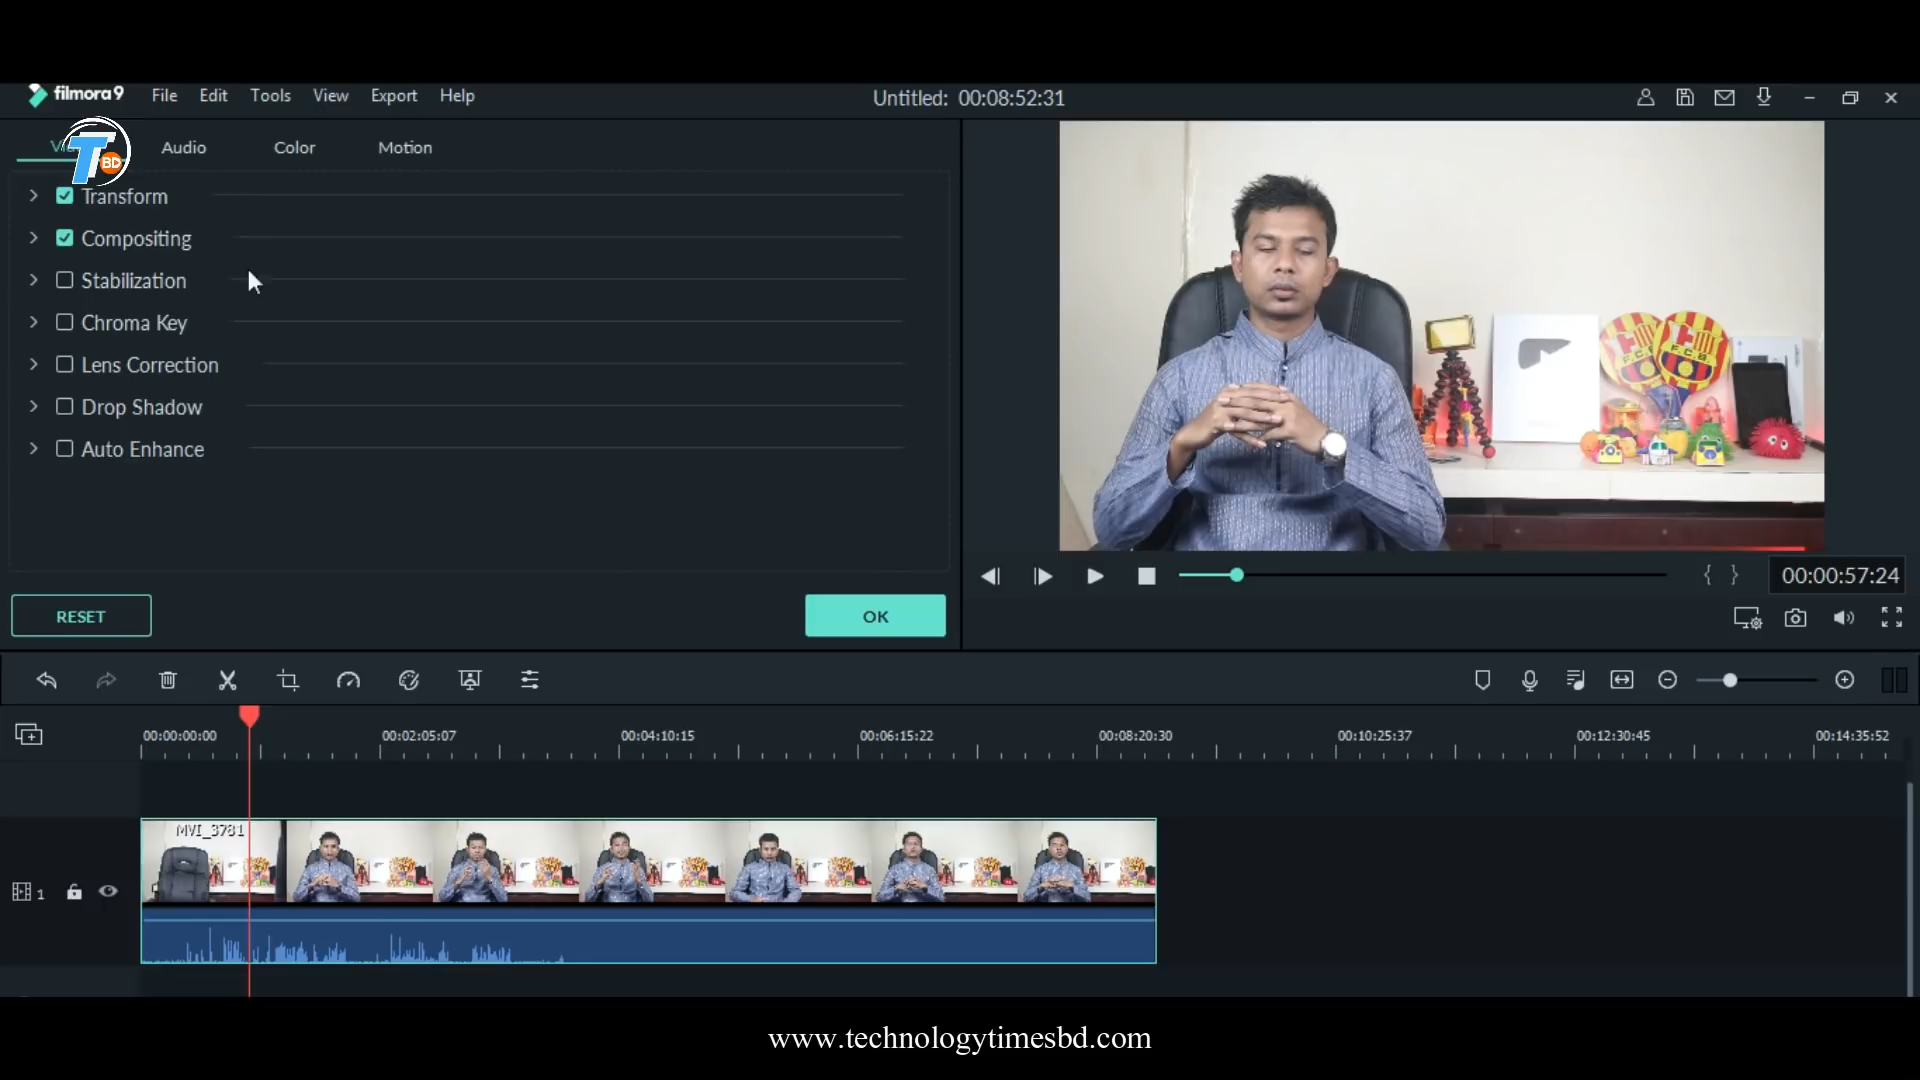 filmora9 File Edit Tools View Export Help Untitled: 00:08:52:31
T BD
Audio Color Motion
Transform
Compositing
Stabilization
Chroma Key
Lens Correction
Drop Shadow
Auto Enhance
RESET OK
F.C.B. F.C.B.
{ } 00:00:57:24
00:00:00:00 00:02:05:07 00:04:10:15 00:06:15:22 00:08:20:30 00:10:25:37 00:12:30:45 00:14:35:52
MVI_3781
1
www.technologytimesbd.com